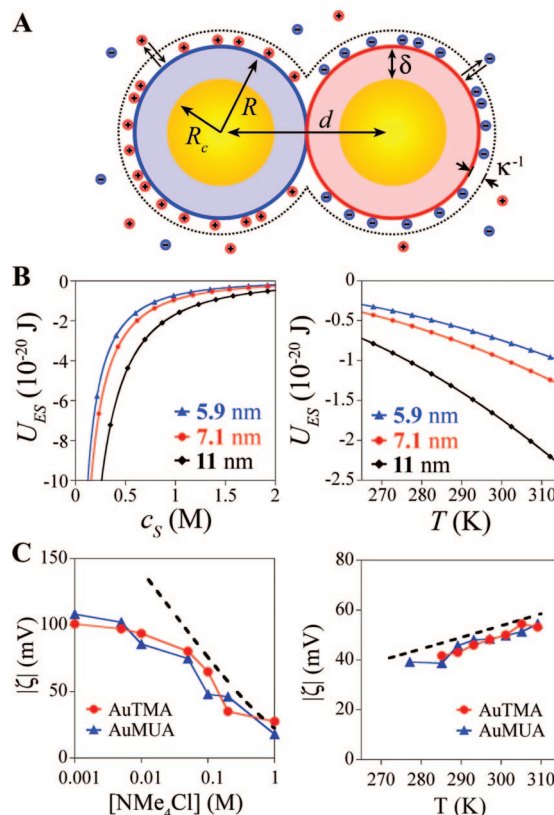 A
R
R_c
d
δ
κ⁻¹
B
0
-2
-4
-6
-8
-10
U_ES (10⁻²⁰ J)
5.9 nm
7.1 nm
11 nm
0 0.5 1 1.5 2
c_S (M)
0
-0.5
-1
-1.5
-2
-2.5
U_ES (10⁻²⁰ J)
5.9 nm
7.1 nm
11 nm
270 280 290 300 310
T (K)
C
150
100
50
0
|ζ| (mV)
AuTMA
AuMUA
0.001 0.01 0.1 1
[NMe₄Cl] (M)
80
60
40
20
0
|ζ| (mV)
AuTMA
AuMUA
270 280 290 300 310
T (K)